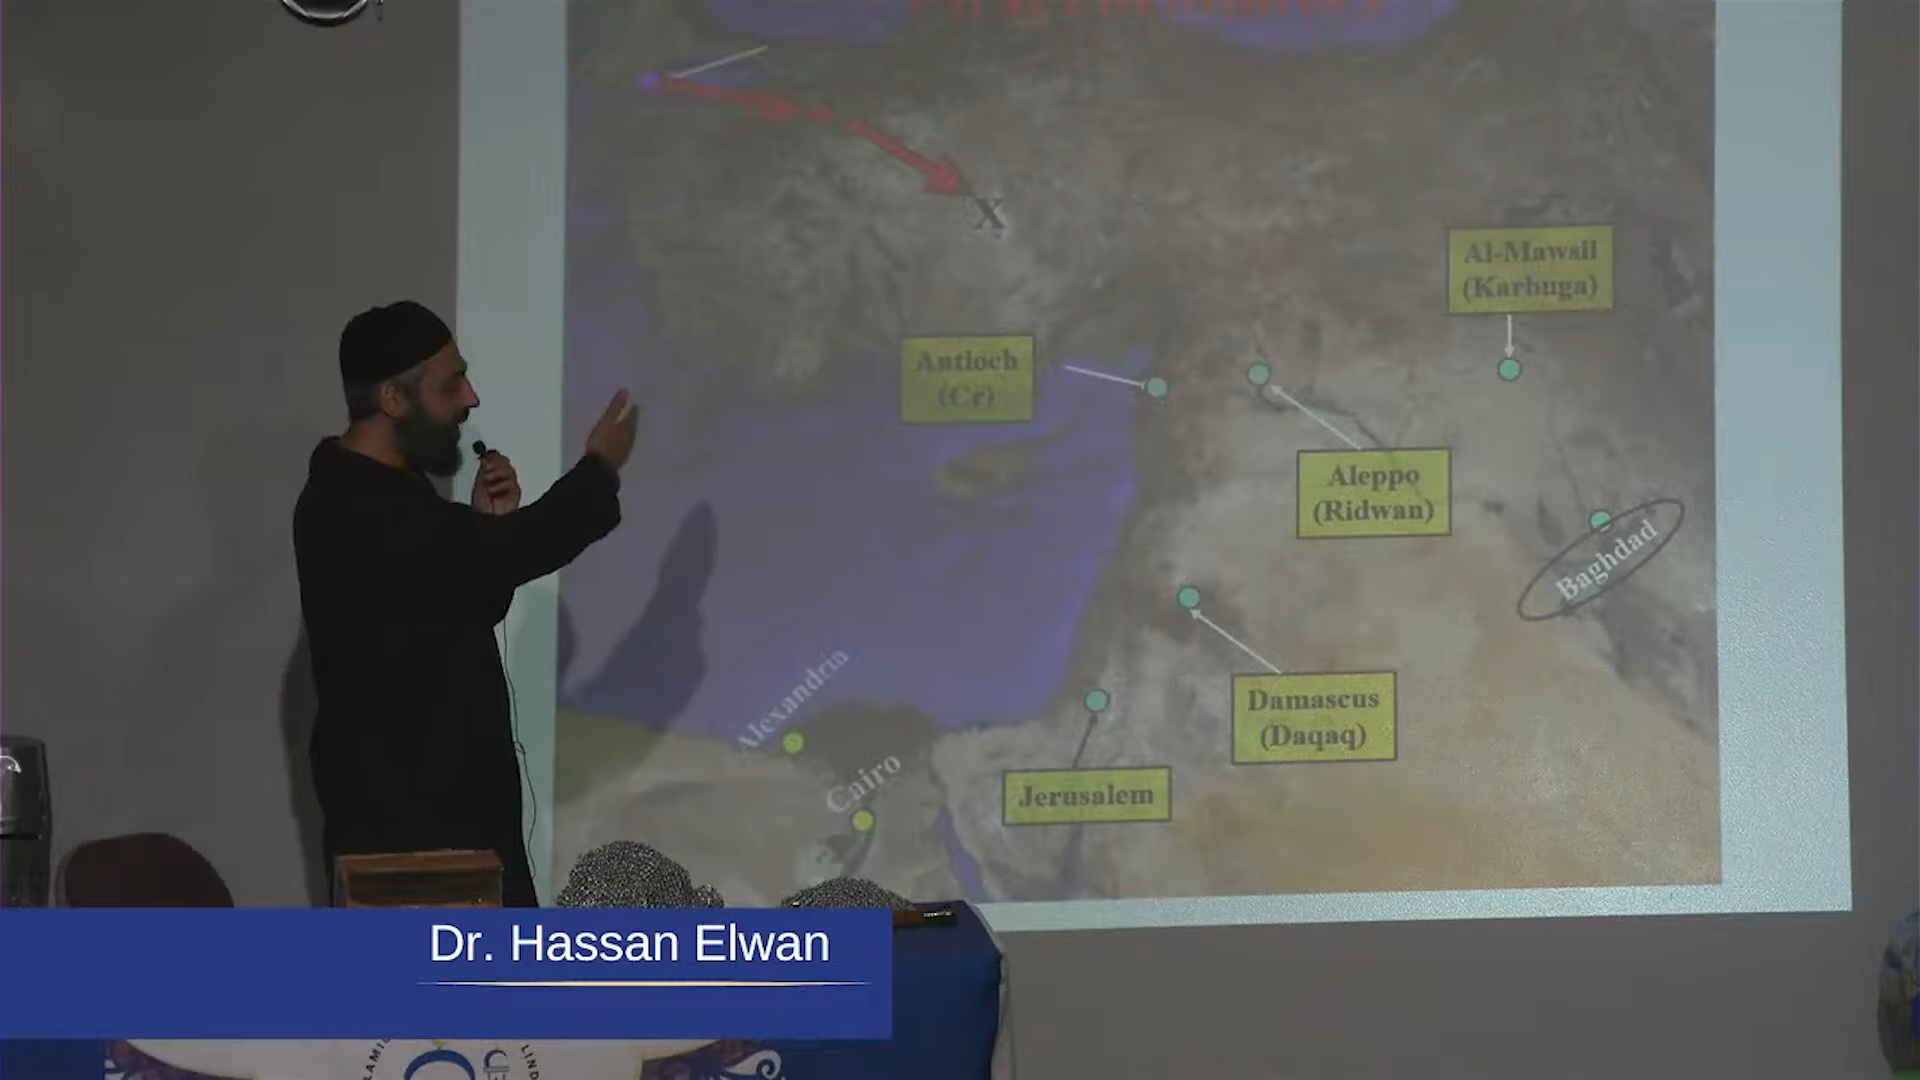 X
Al-Mawsil
(Karbuga)
Antioch
(Cr)
Aleppo
(Ridwan)
Baghdad
Damascus
(Daqaq)
Alexandria
Cairo
Jerusalem
Dr. Hassan Elwan